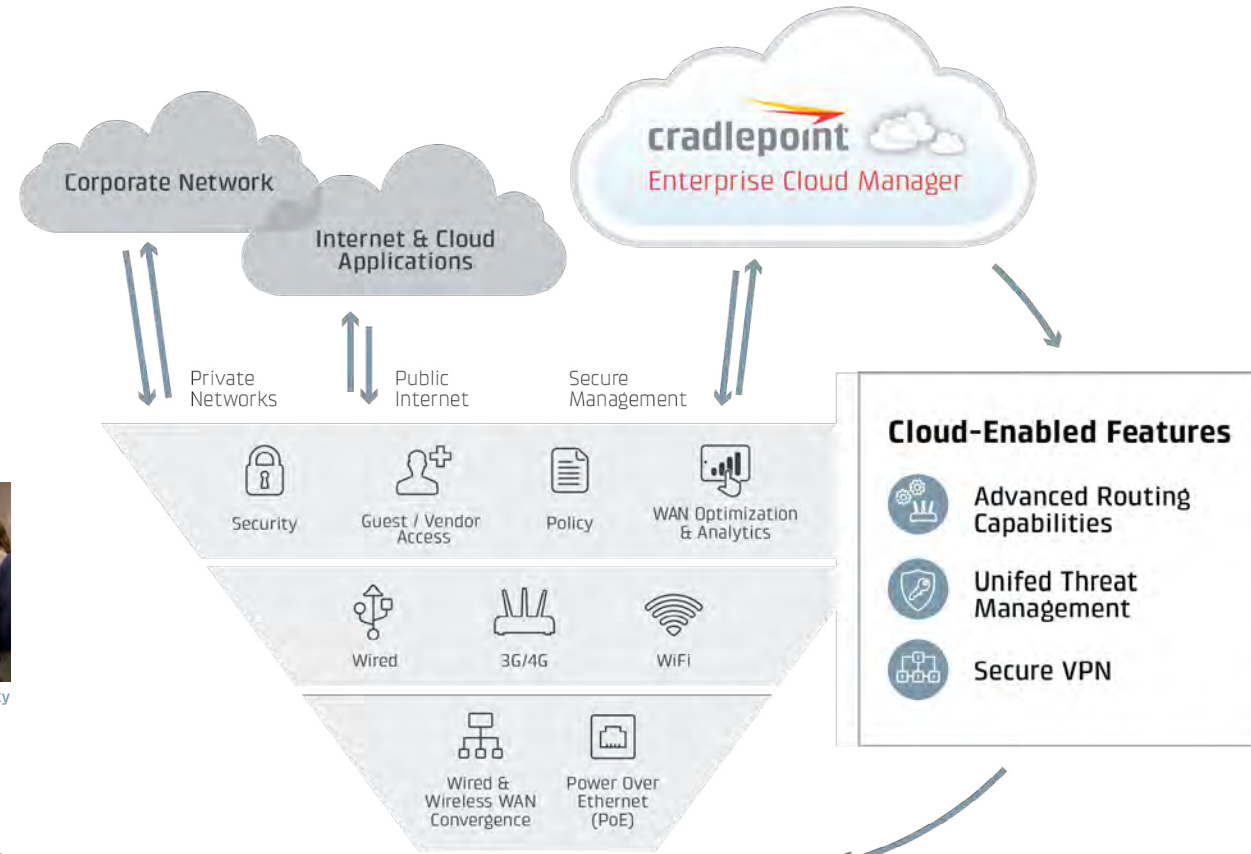 Corporate Network
Internet & Cloud
Applications
cradlepoint
Enterprise Cloud Manager
Private
Networks
Public
Internet
Secure
Management
Security
Guest / Vendor
Access
Policy
WAN Optimization
& Analytics
Wired
3G/4G
WiFi
Wired &
Wireless WAN
Convergence
Power Over
Ethernet
(PoE)
Cloud-Enabled Features
Advanced Routing
Capabilities
Unifed Threat
Management
Secure VPN